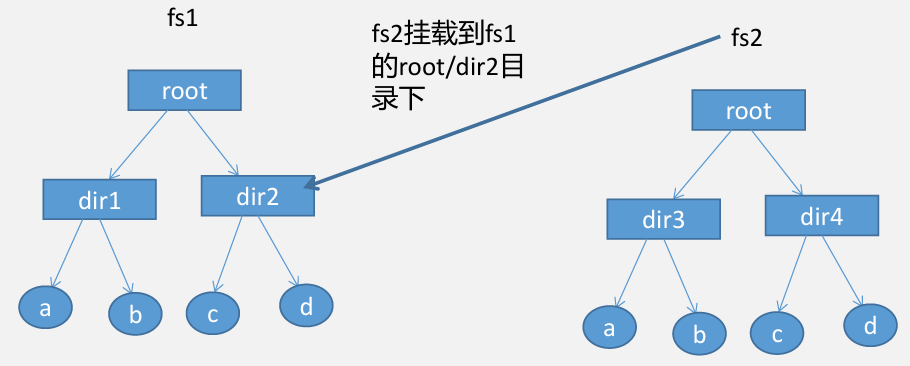 fs1
fs2挂载到fs1
的root/dir2目
录下
fs2
root
root
dir1
dir2
dir3
dir4
a
b
c
d
a
b
c
d